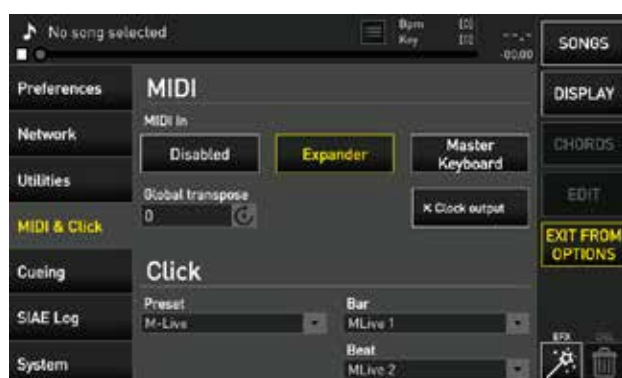 No song selected
Bpm
Key
--.-
-00:00
SONGS
DISPLAY
CHORDS
EDIT
EXIT FROM
OPTIONS
Preferences
Network
Utilities
MIDI & Click
Cueing
SIAE Log
System
MIDI
MIDI In
Disabled
Expander
Master
Keyboard
Global transpose
0
× Clock output
Click
Preset
M-Live
Bar
MLive 1
Beat
MLive 2
EFX